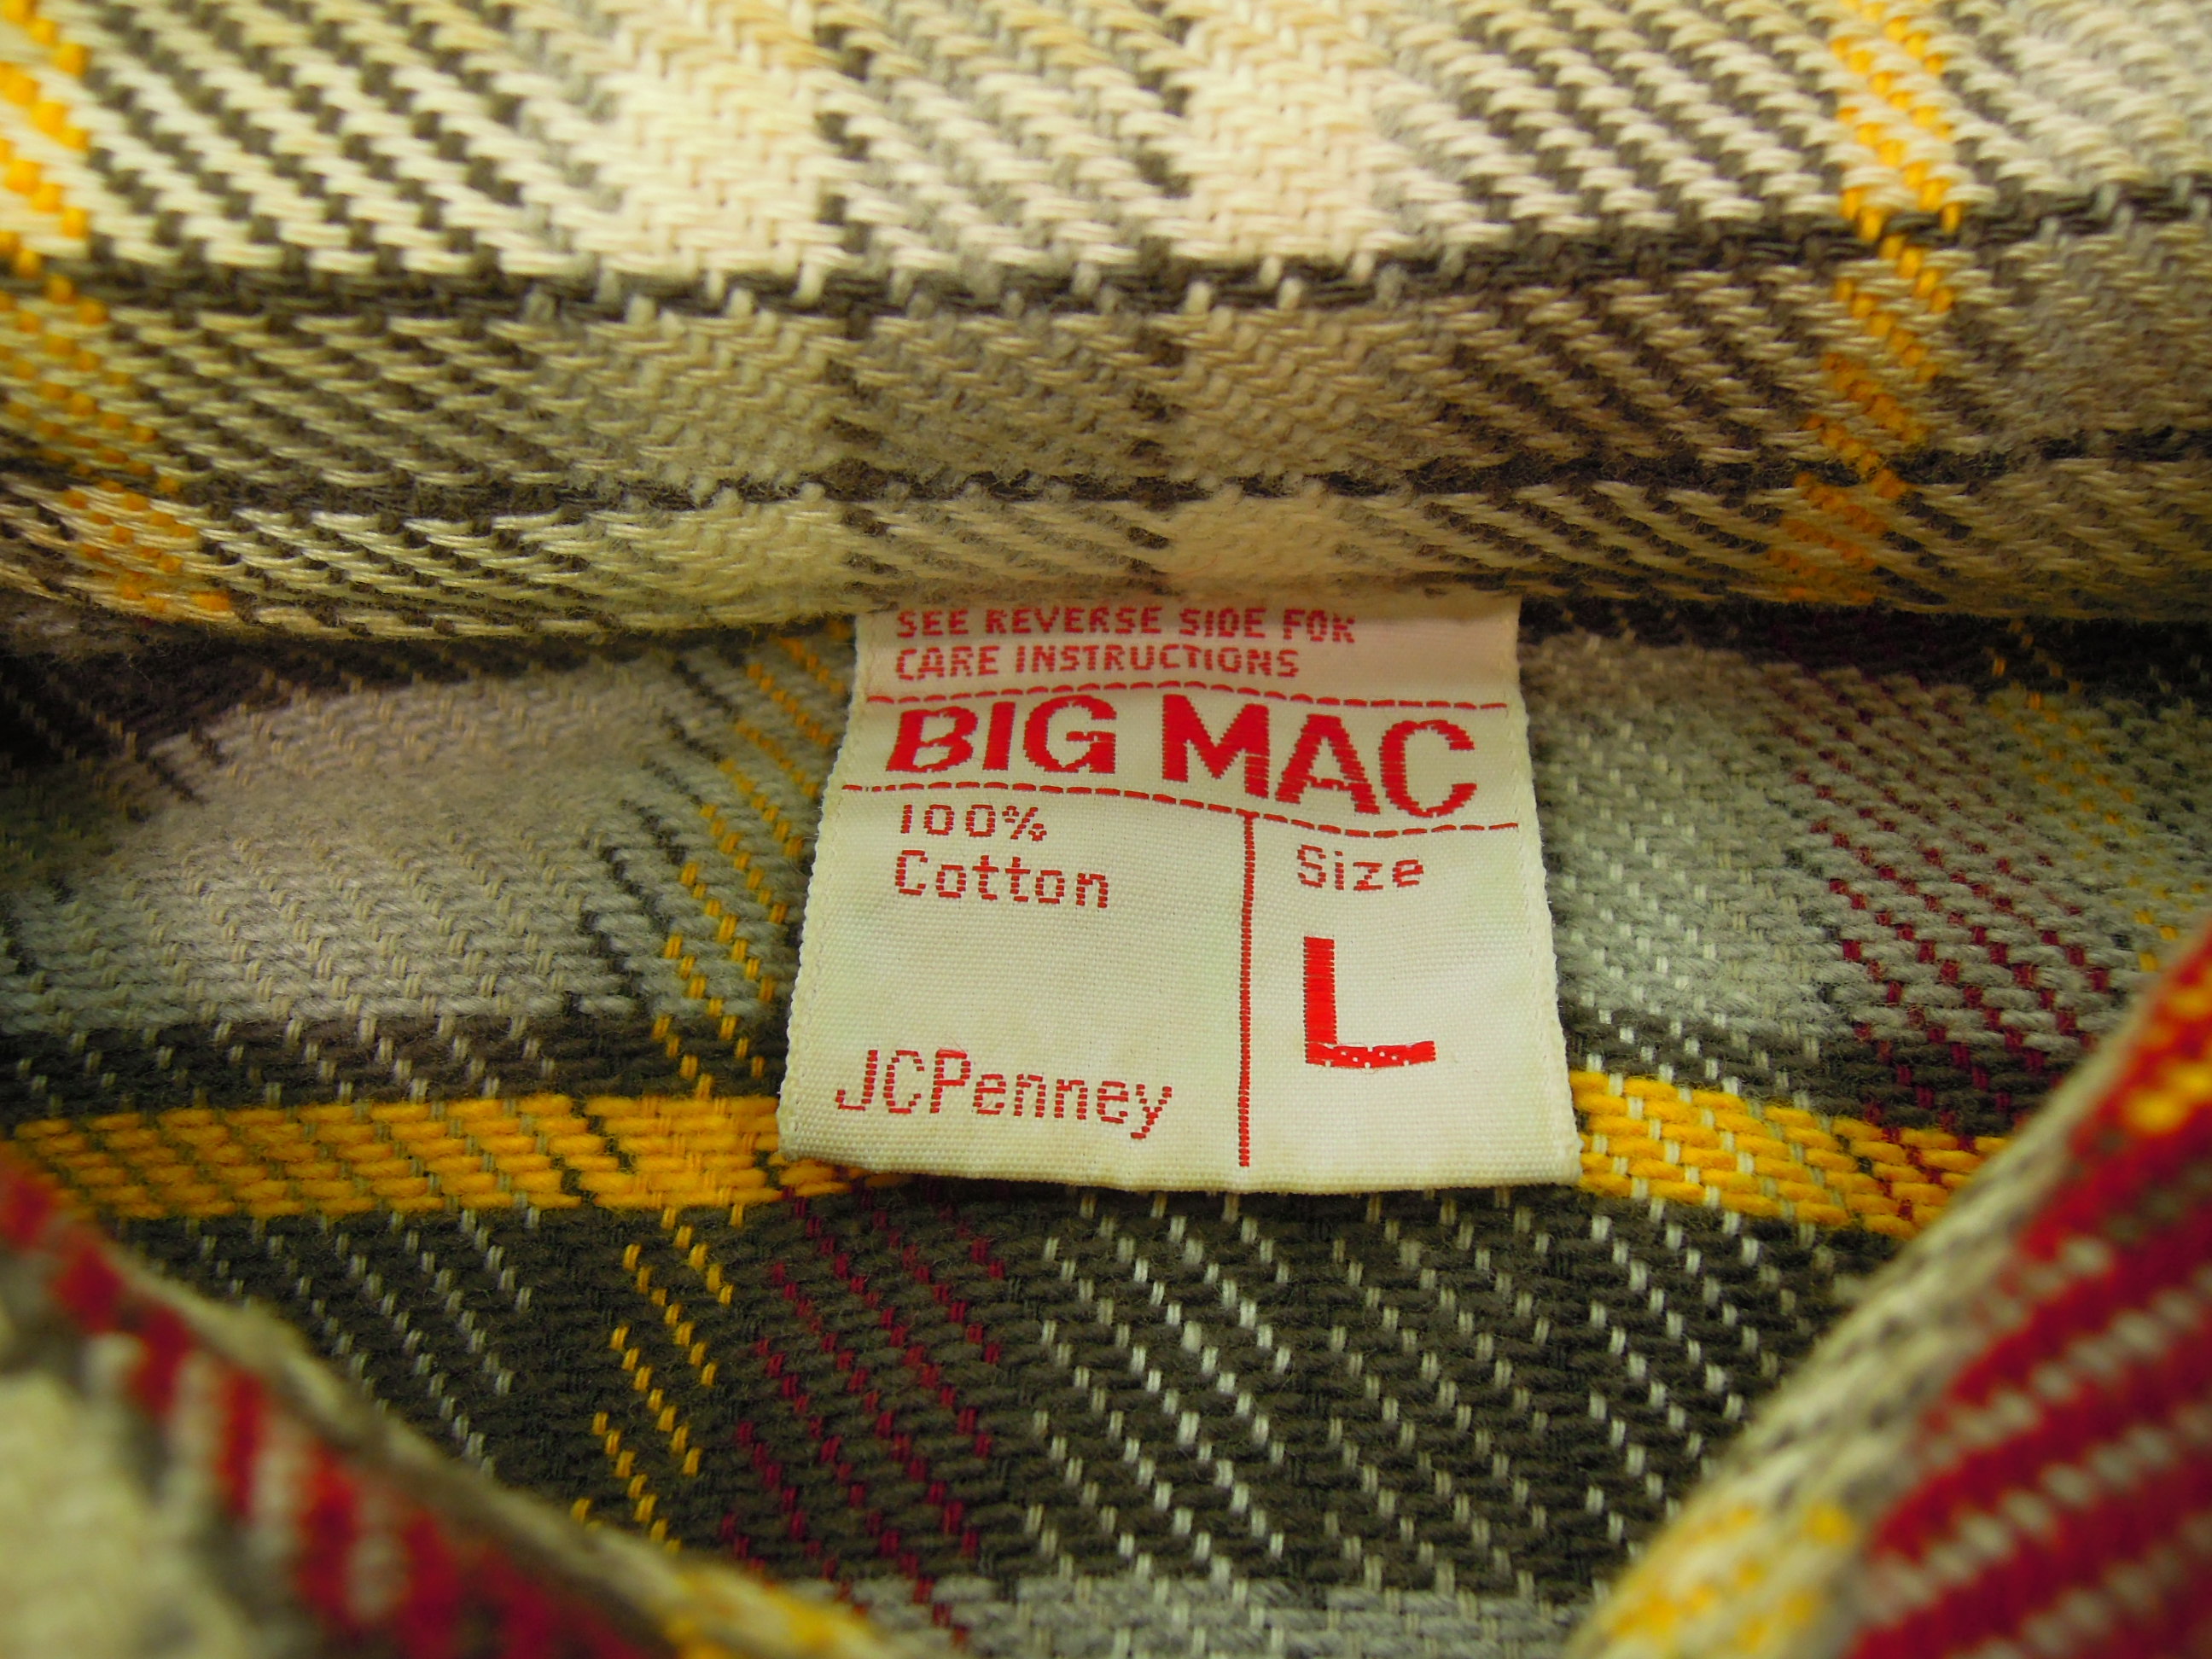 SEE REVERSE SIDE FOR
CARE INSTRUCTIONS
BIG MAC
100%
Cotton
Size
L
JCPenney